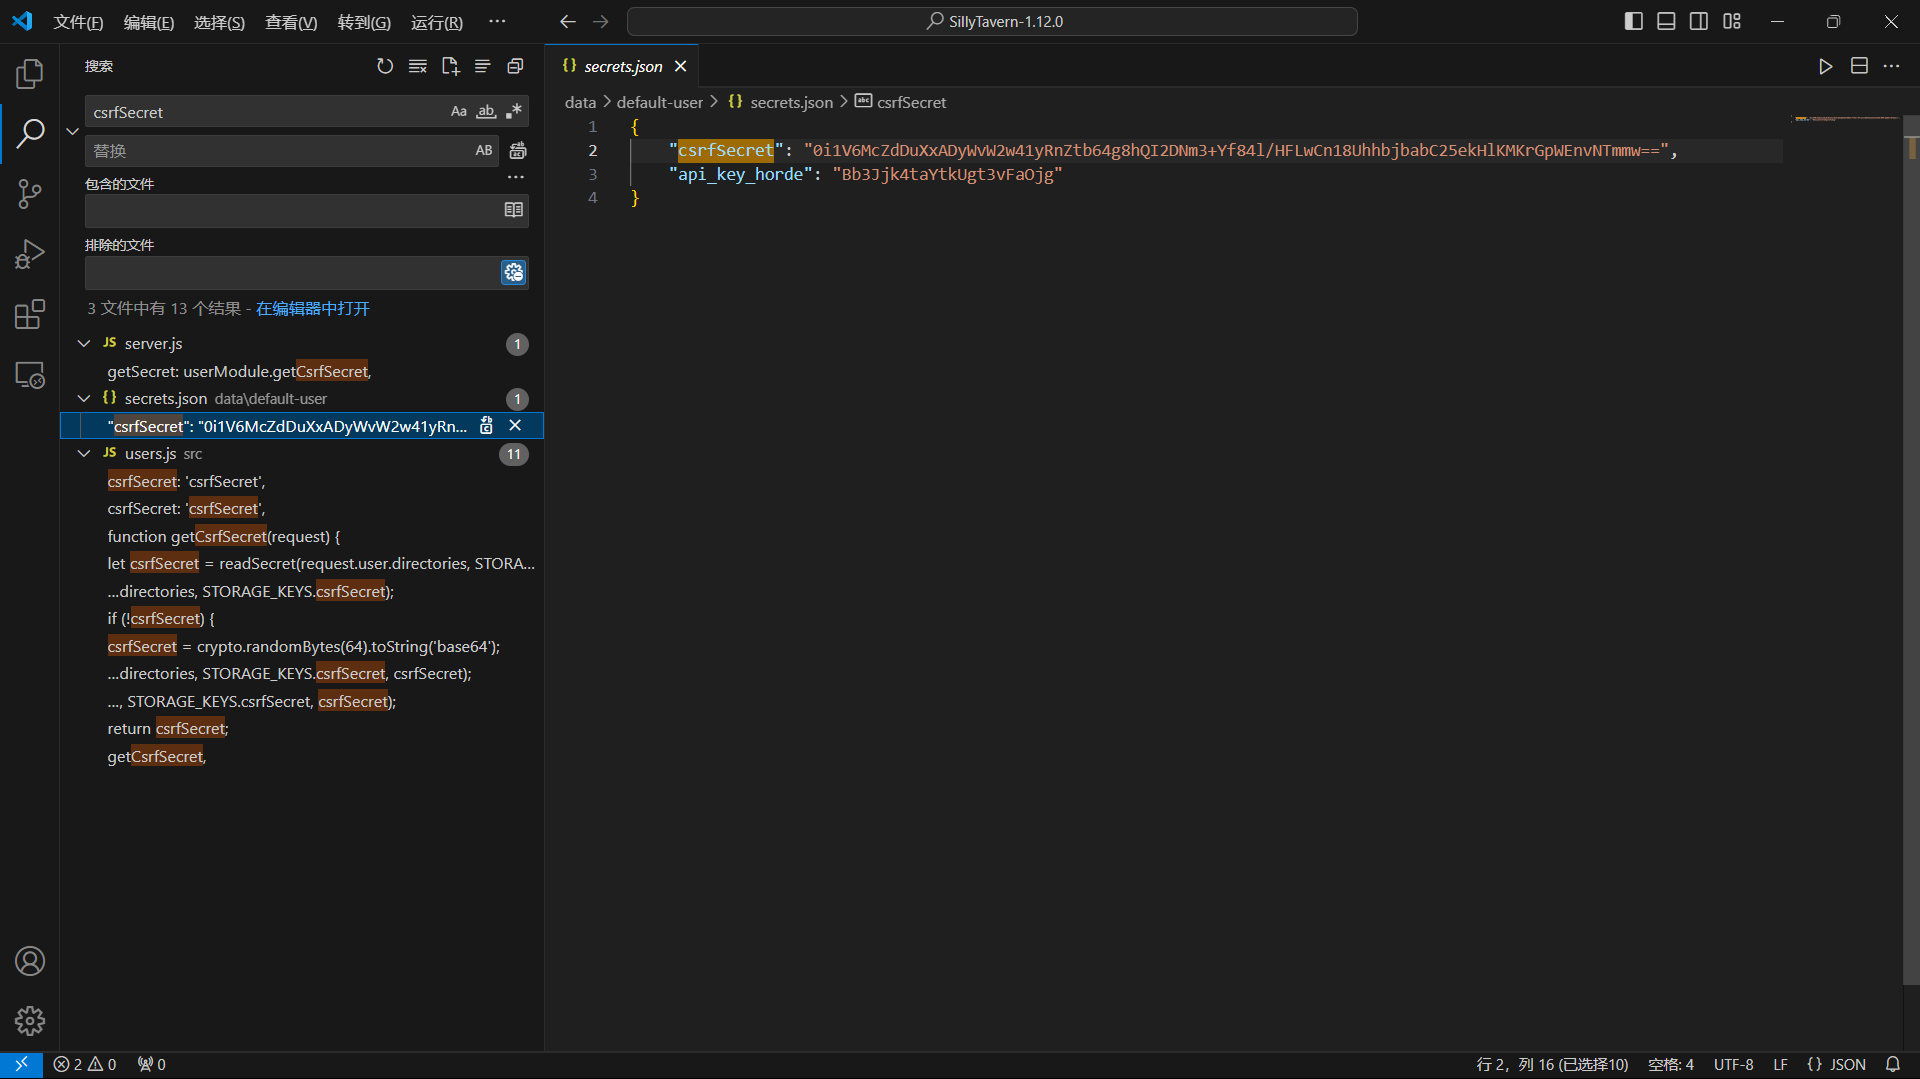 文件(F) 编辑(E) 选择(S) 查看(V) 转到(G) 运行(R) ··· SillyTavern-1.12.0
搜索
csrfSecret Aa ab
替换 AB
包含的文件
排除的文件
3 文件中有 13 个结果 - 在编辑器中打开
JS server.js 1
getSecret: userModule.getCsrfSecret,
{} secrets.json data\default-user 1
"csrfSecret": "0i1V6McZdDuXxADyWvW2w41yRn...
JS users.js src 11
csrfSecret: 'csrfSecret',
csrfSecret: 'csrfSecret',
function getCsrfSecret(request) {
let csrfSecret = readSecret(request.user.directories, STORA...
...directories, STORAGE_KEYS.csrfSecret);
if (!csrfSecret) {
csrfSecret = crypto.randomBytes(64).toString('base64');
...directories, STORAGE_KEYS.csrfSecret, csrfSecret);
..., STORAGE_KEYS.csrfSecret, csrfSecret);
return csrfSecret;
getCsrfSecret,
{} secrets.json
data > default-user > {} secrets.json > abc csrfSecret
1 {
2 "csrfSecret": "0i1V6McZdDuXxADyWvW2w41yRnZtb64g8hQI2DNm3+Yf84l/HFLwCn18Uhhbjbabc25ekHlKMKrGpWEnvNTmmw==",
3 "api_key_horde": "Bb3Jjk4taYtkUgt3vFaOjg"
4 }
2 0 0 行 2，列 16 (已选择10) 空格: 4 UTF-8 LF {} JSON